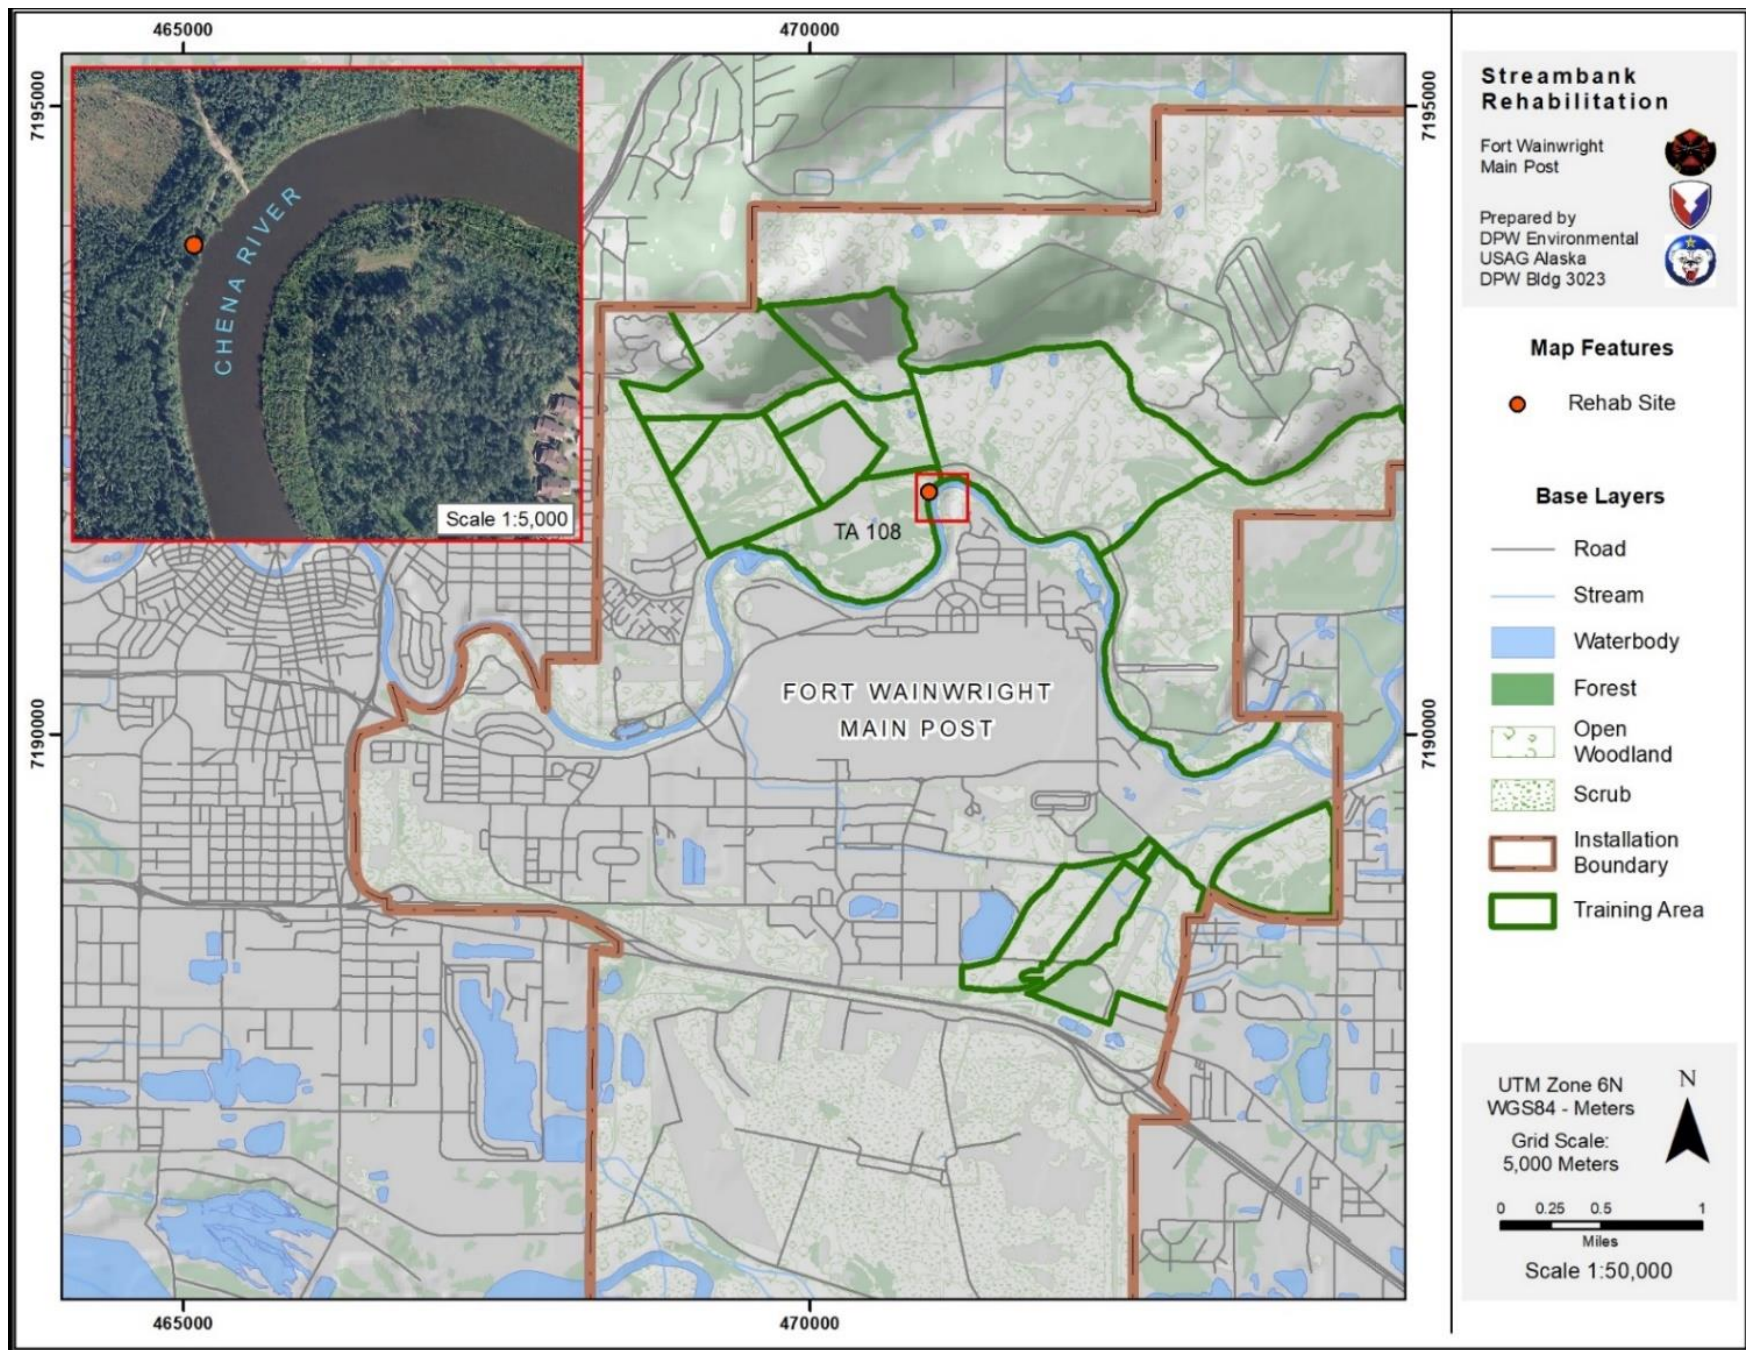 465000
470000
7195000
7195000
CHENA RIVER
Scale 1:5,000
TA 108
FORT WAINWRIGHT
MAIN POST
7190000
7190000
465000
470000
Streambank
Rehabilitation
Fort Wainwright
Main Post
Prepared by
DPW Environmental
USAG Alaska
DPW Bldg 3023
Map Features
Rehab Site
Base Layers
Road
Stream
Waterbody
Forest
Open
Woodland
Scrub
Installation
Boundary
Training Area
UTM Zone 6N
WGS84 - Meters
Grid Scale:
5,000 Meters
N
0 0.25 0.5 1
Miles
Scale 1:50,000